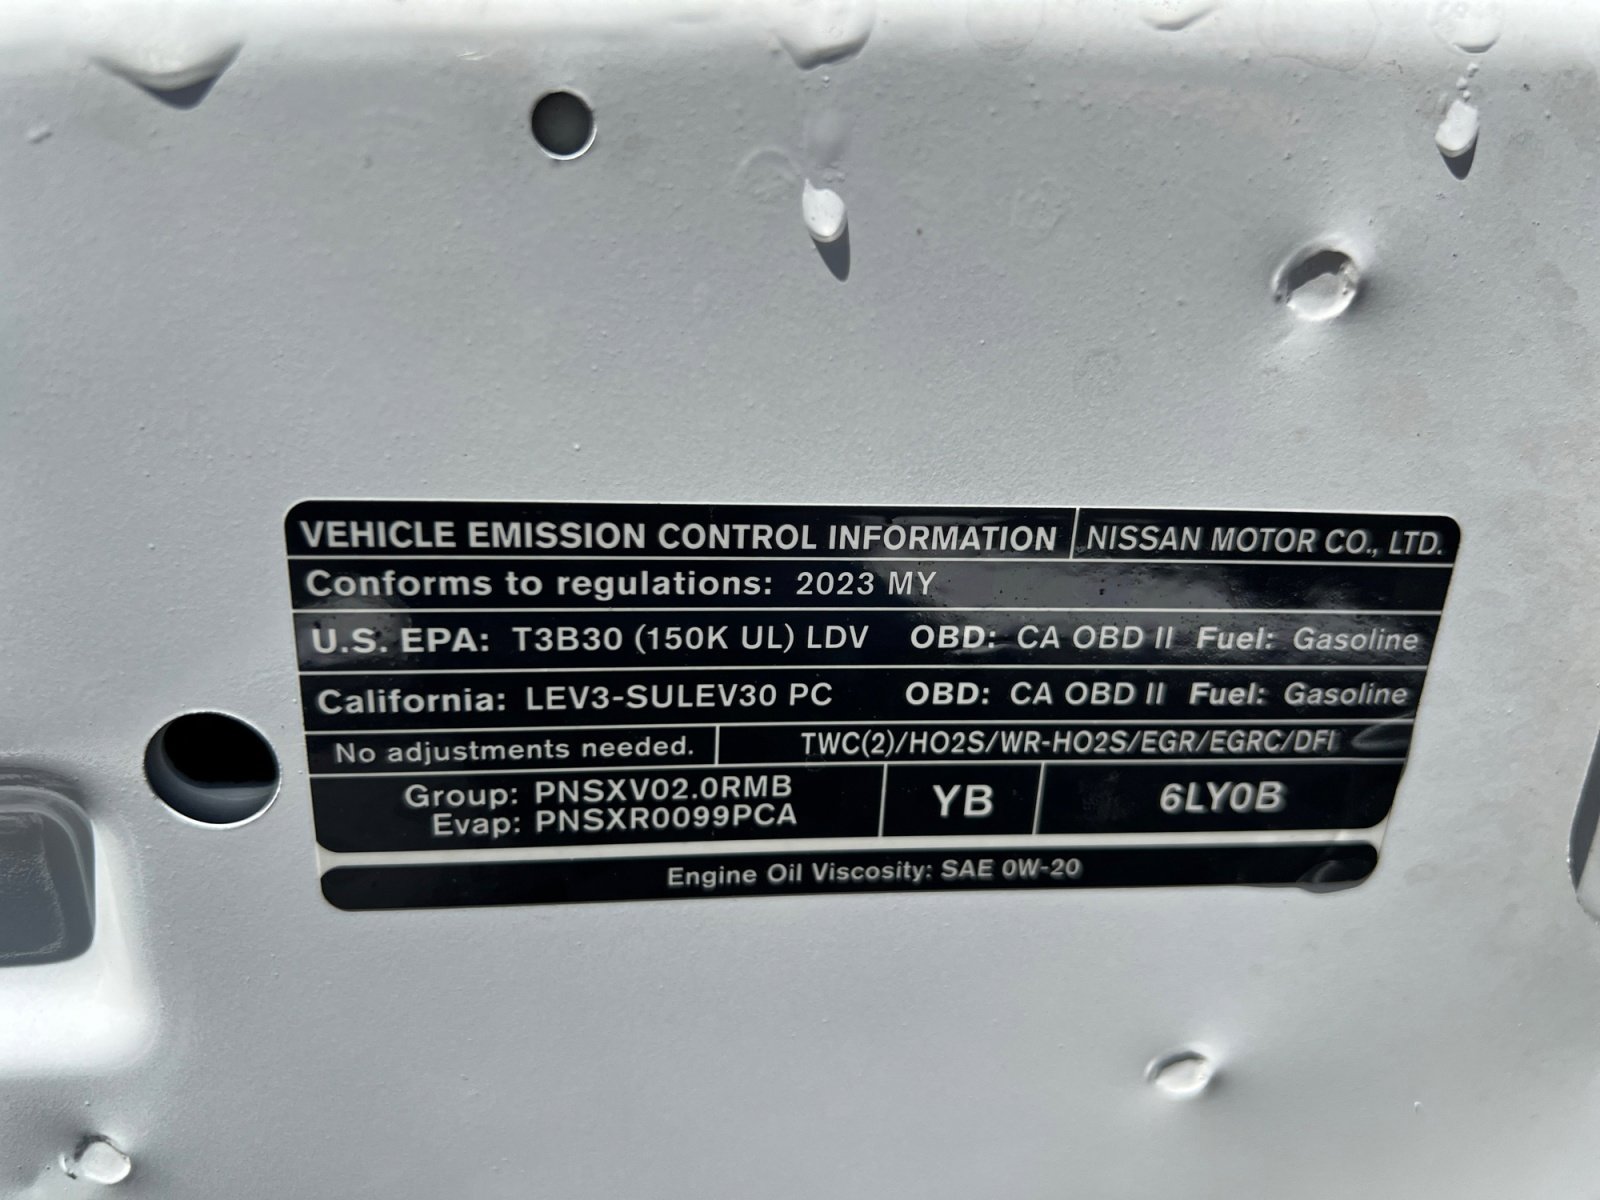 VEHICLE EMISSION CONTROL INFORMATION NISSAN MOTOR CO., LTD.
Conforms to regulations: 2023 MY
U.S. EPA: T3B30 (150K UL) LDV OBD: CA OBD II Fuel: Gasoline
California: LEV3-SULEV30 PC OBD: CA OBD II Fuel: Gasoline
No adjustments needed. TWC(2)/HO2S/WR-HO2S/EGR/EGRC/DFI
Group: PNSXV02.0RMB
Evap: PNSXR0099PCA
YB
6LY0B
Engine Oil Viscosity: SAE 0W-20